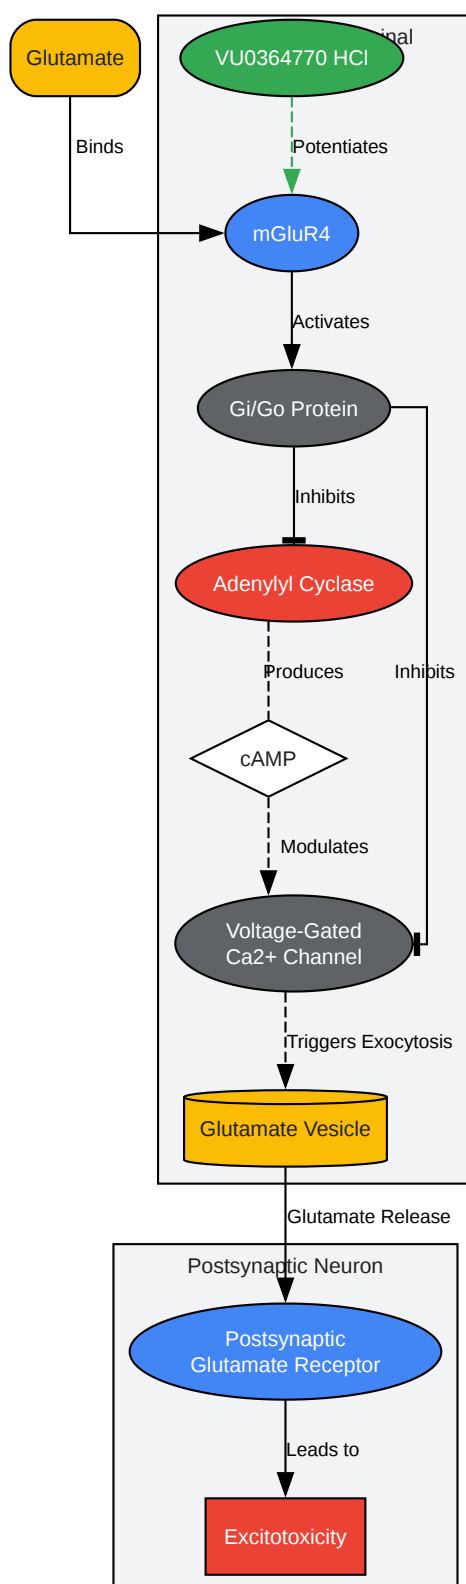 Glutamate
VU0364770 HCl
Binds
Potentiates
mGluR4
Activates
Gi/Go Protein
Inhibits
Adenylyl Cyclase
Produces
Inhibits
cAMP
Modulates
Voltage-Gated
Ca2+ Channel
Triggers Exocytosis
Glutamate Vesicle
Glutamate Release
Postsynaptic Neuron
Postsynaptic
Glutamate Receptor
Leads to
Excitotoxicity